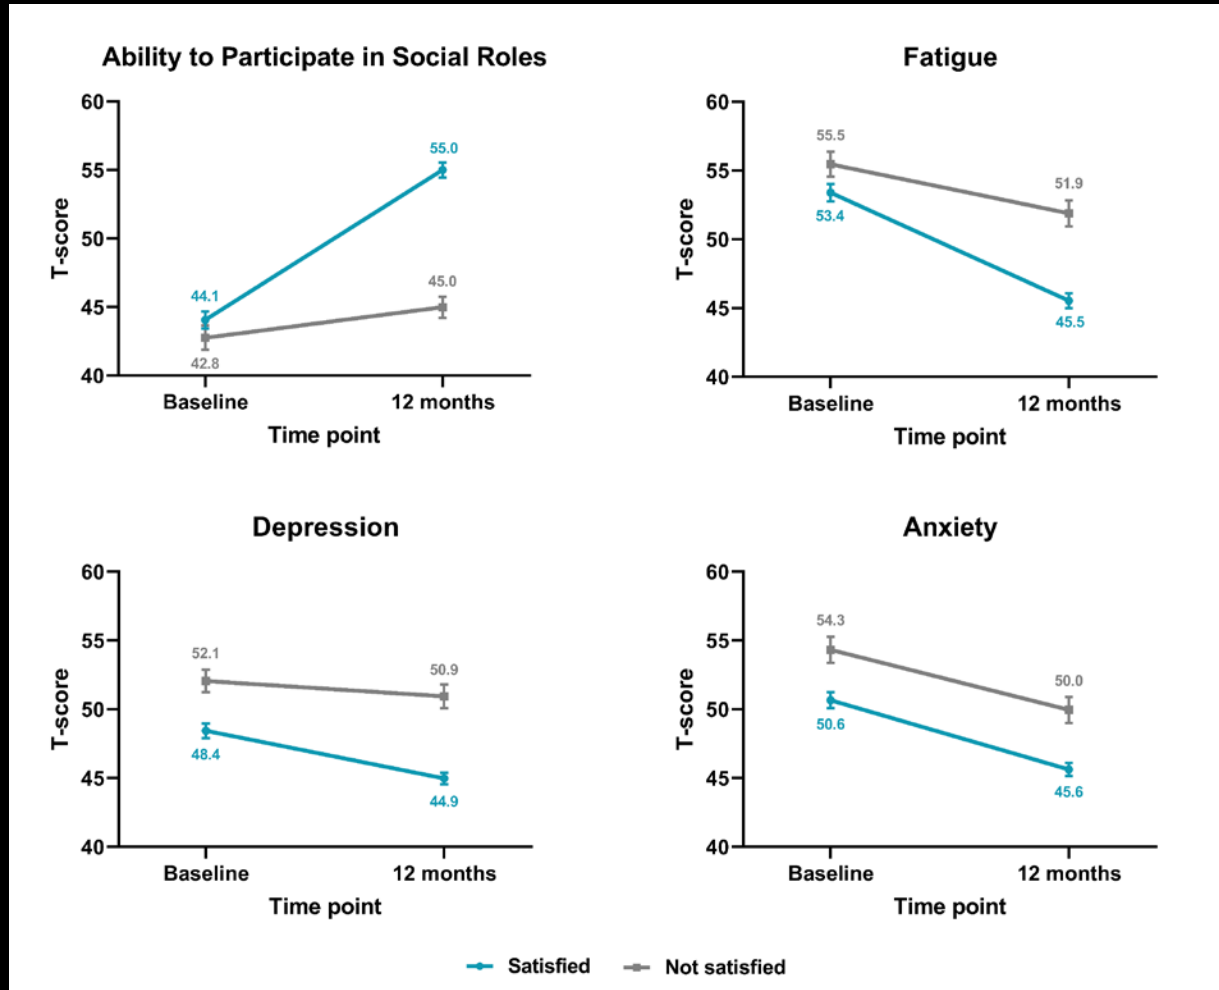 Ability to Participate in Social Roles
60
55
50
45
40
T-score
44.1
55.0
42.8
45.0
Baseline
12 months
Time point
Fatigue
60
55
50
45
40
T-score
55.5
53.4
51.9
45.5
Baseline
12 months
Time point
Depression
60
55
50
45
40
T-score
52.1
48.4
50.9
44.9
Baseline
12 months
Time point
Anxiety
60
55
50
45
40
T-score
54.3
50.6
50.0
45.6
Baseline
12 months
Time point
Satisfied
Not satisfied